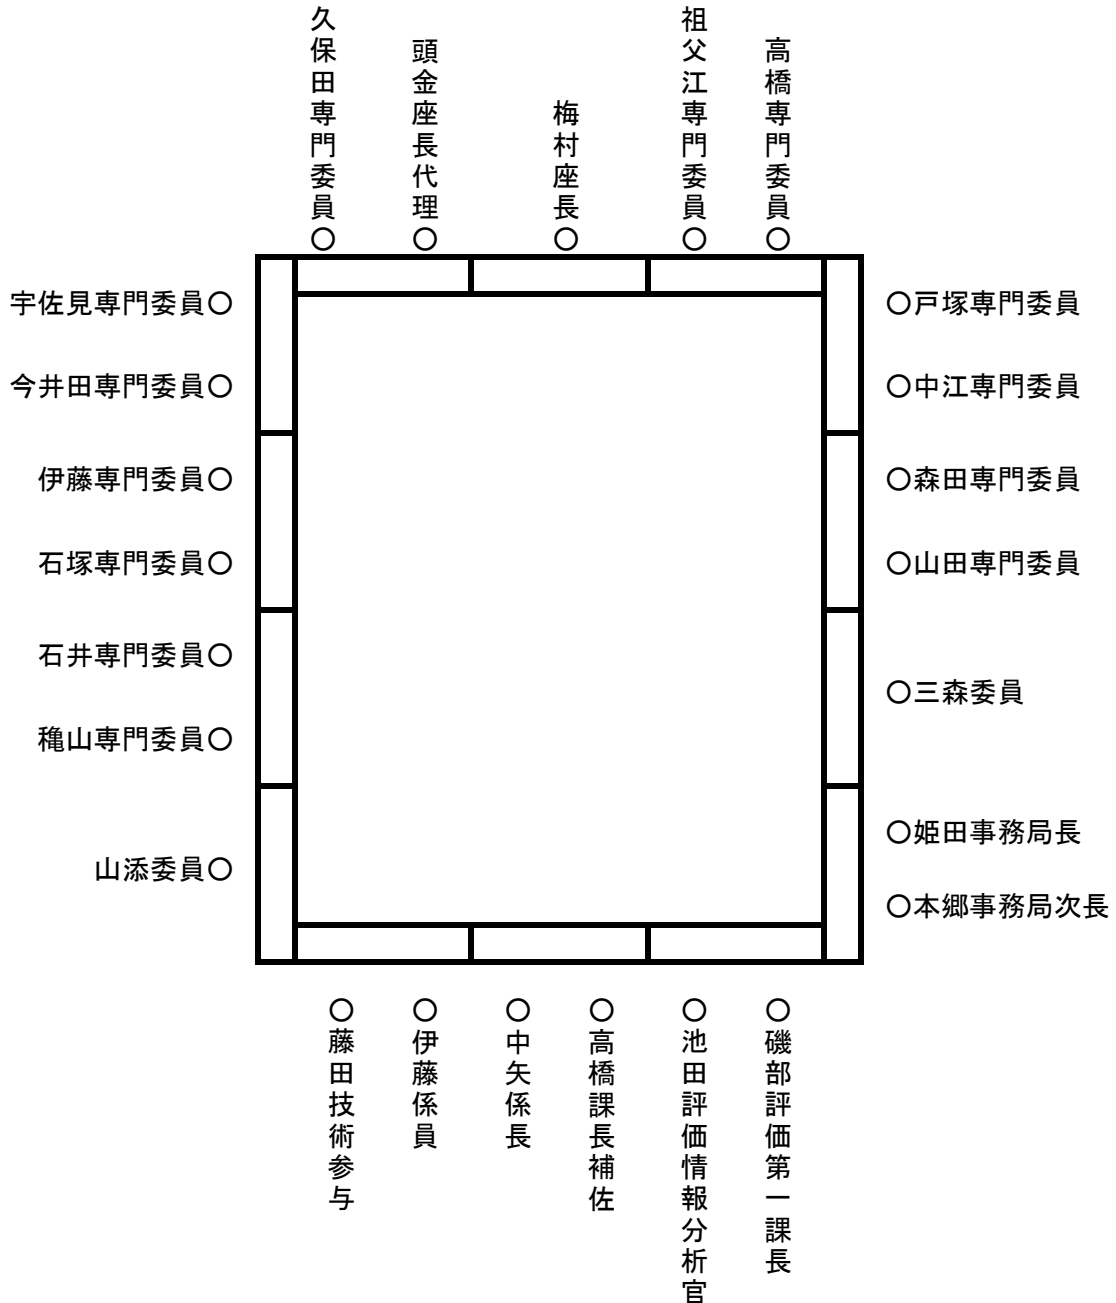 久保田専門委員○
頭金座長代理○
梅村座長○
祖父江専門委員○
高橋専門委員○
宇佐見専門委員○
今井田専門委員○
伊藤専門委員○
石塚専門委員○
石井専門委員○
穐山専門委員○
山添委員○
○戸塚専門委員
○中江専門委員
○森田専門委員
○山田専門委員
○三森委員
○姫田事務局長
○本郷事務局次長
○藤田技術参与
○伊藤係員
○中矢係長
○高橋課長補佐
○池田評価情報分析官
○磯部評価第一課長